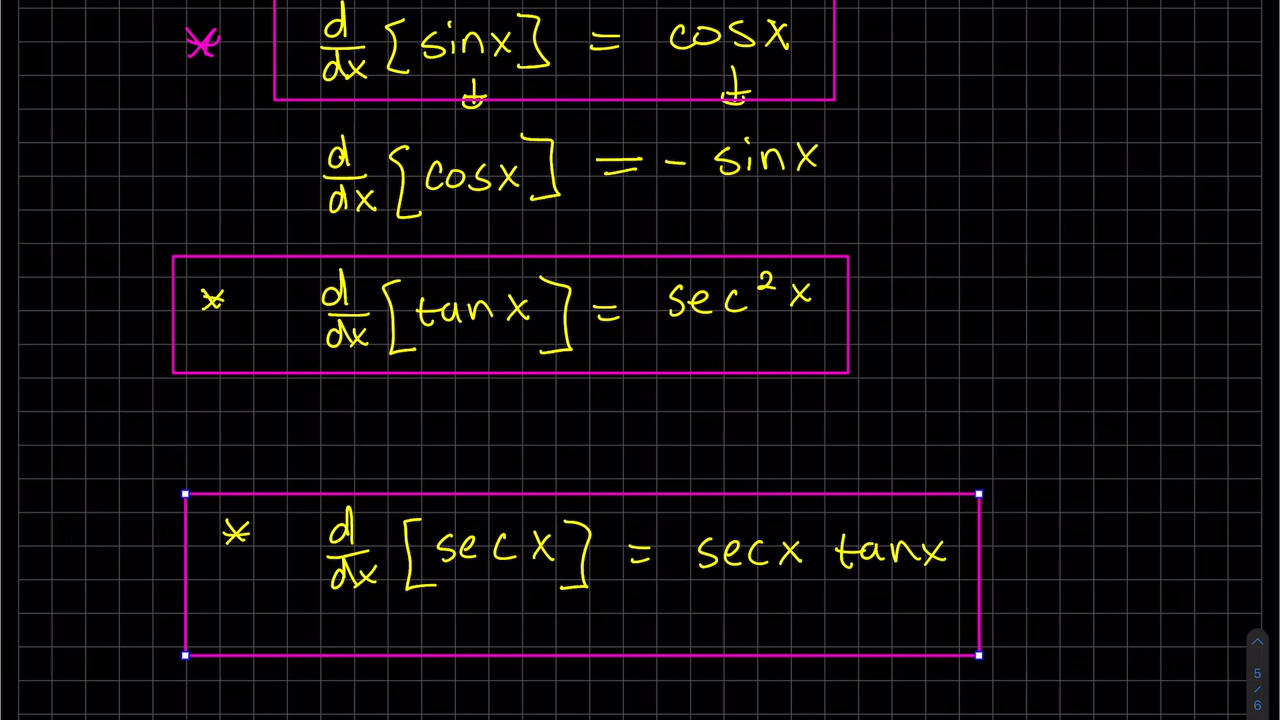 * d/dx [sinx] = cosx
↓ ↓
d/dx [cosx] = - sinx
* d/dx [tanx] = sec²x
* d/dx [secx] = secx tanx
5 / 6